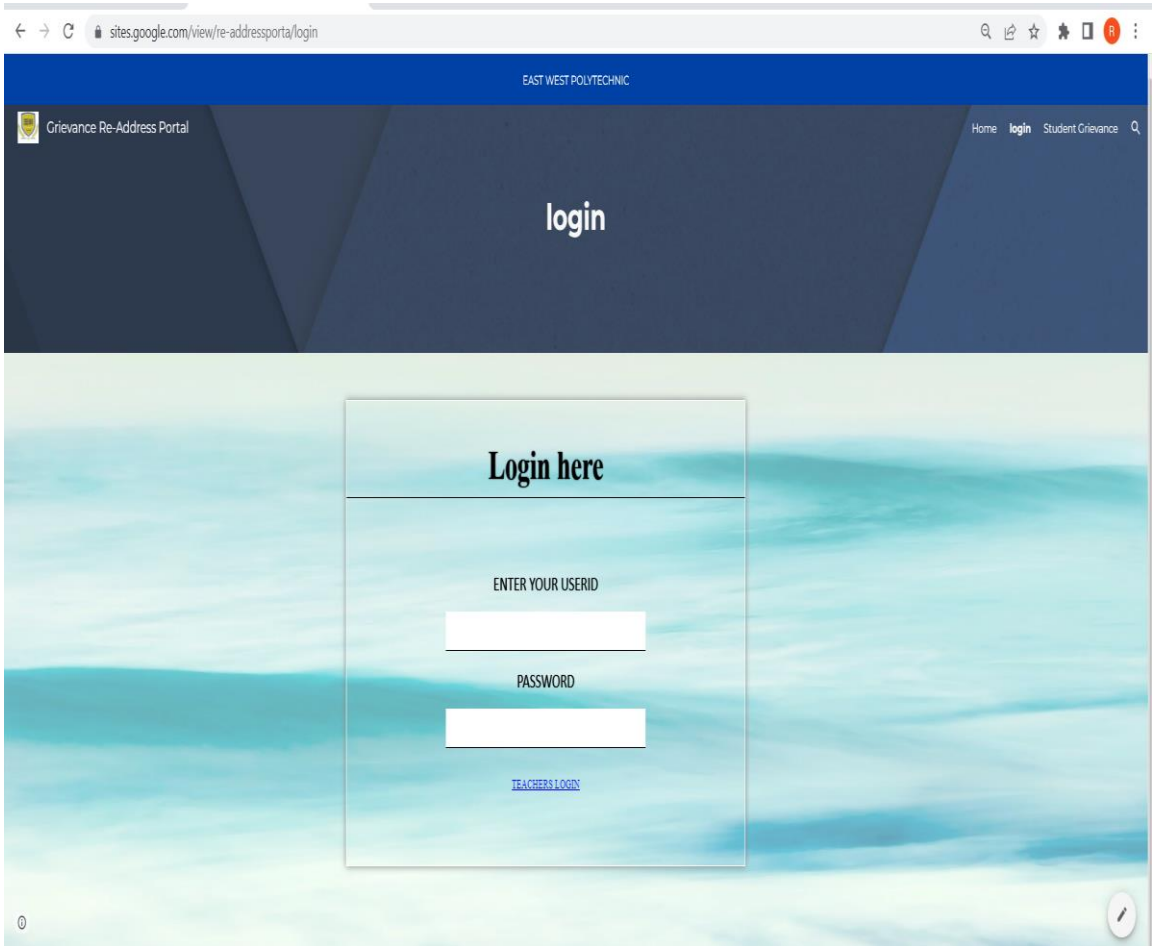 sites.google.com/view/re-addressporta/login
R
EAST WEST POLYTECHNIC
Grievance Re-Address Portal
Home login Student Grievance
login
Login here
ENTER YOUR USERID
PASSWORD
TEACHERS LOGIN